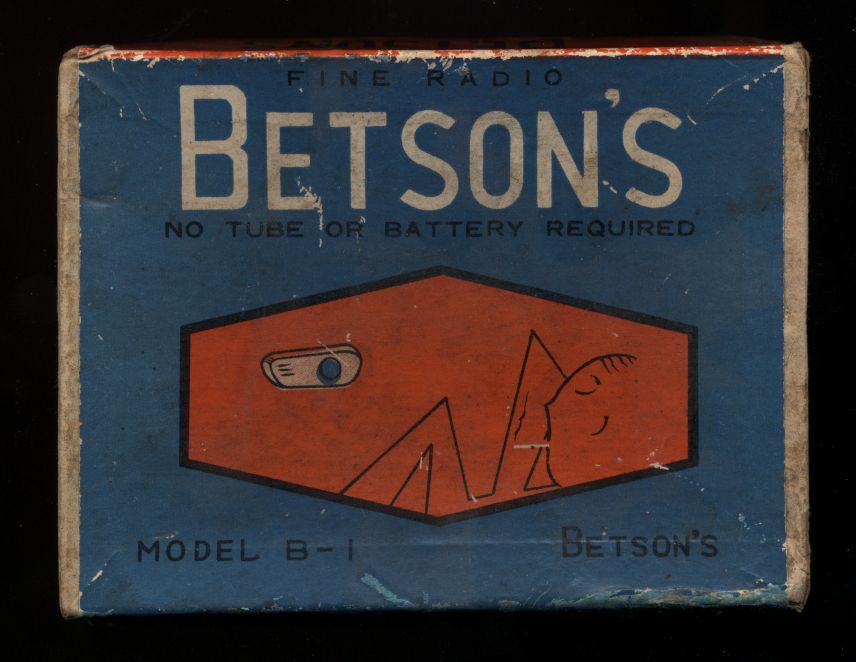 FINE RADIO
BETSON'S
NO TUBE OR BATTERY REQUIRED
MODEL B-1
BETSON'S